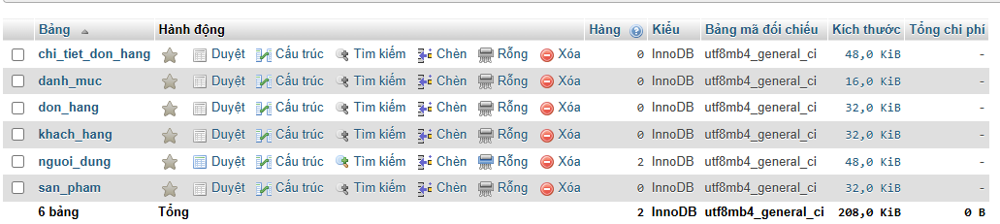 Bảng Hành động Hàng Kiểu Bảng mã đối chiếu Kích thước Tổng chi phí
chi_tiet_don_hang Duyệt Cấu trúc Tìm kiếm Chèn Rỗng Xóa 0 InnoDB utf8mb4_general_ci 48,0 KiB -
danh_muc Duyệt Cấu trúc Tìm kiếm Chèn Rỗng Xóa 0 InnoDB utf8mb4_general_ci 16,0 KiB -
don_hang Duyệt Cấu trúc Tìm kiếm Chèn Rỗng Xóa 0 InnoDB utf8mb4_general_ci 32,0 KiB -
khach_hang Duyệt Cấu trúc Tìm kiếm Chèn Rỗng Xóa 0 InnoDB utf8mb4_general_ci 32,0 KiB -
nguoi_dung Duyệt Cấu trúc Tìm kiếm Chèn Rỗng Xóa 2 InnoDB utf8mb4_general_ci 48,0 KiB -
san_pham Duyệt Cấu trúc Tìm kiếm Chèn Rỗng Xóa 0 InnoDB utf8mb4_general_ci 32,0 KiB -
6 bảng Tổng 2 InnoDB utf8mb4_general_ci 208,0 KiB 0 B